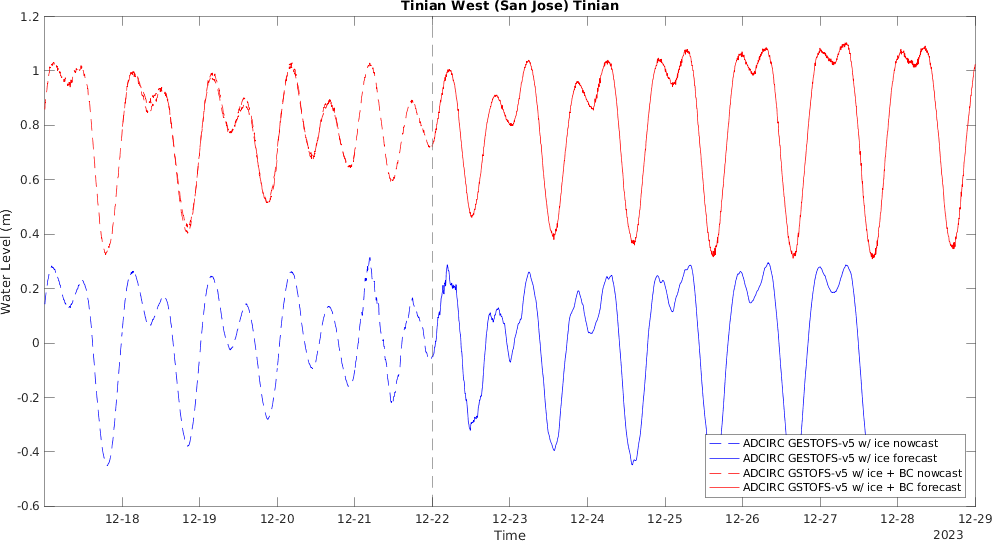 Tinian West (San Jose) Tinian
1.2
1
0.8
0.6
0.4
0.2
0
-0.2
-0.4
-0.6
Water Level (m)
ADCIRC GESTOFS-v5 w/ ice nowcast
ADCIRC GESTOFS-v5 w/ ice forecast
ADCIRC GSTOFS-v5 w/ ice + BC nowcast
ADCIRC GSTOFS-v5 w/ ice + BC forecast
12-18 12-19 12-20 12-21 12-22 12-23 12-24 12-25 12-26 12-27 12-28 12-29
Time
2023